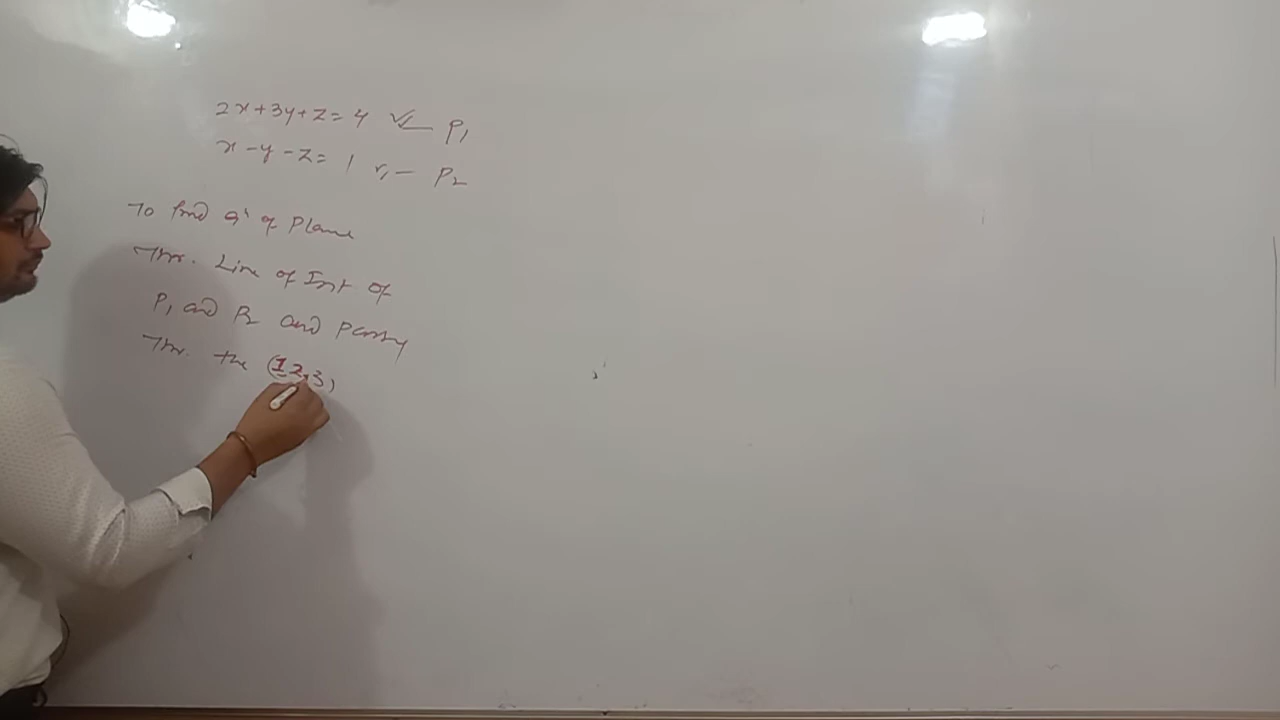 2x+3y+z=4 P1
x-y-z=1 P2
To find of Plane
Thr. Line of Int of
P1 and P2 and passing
Thr. the (1,2,3)